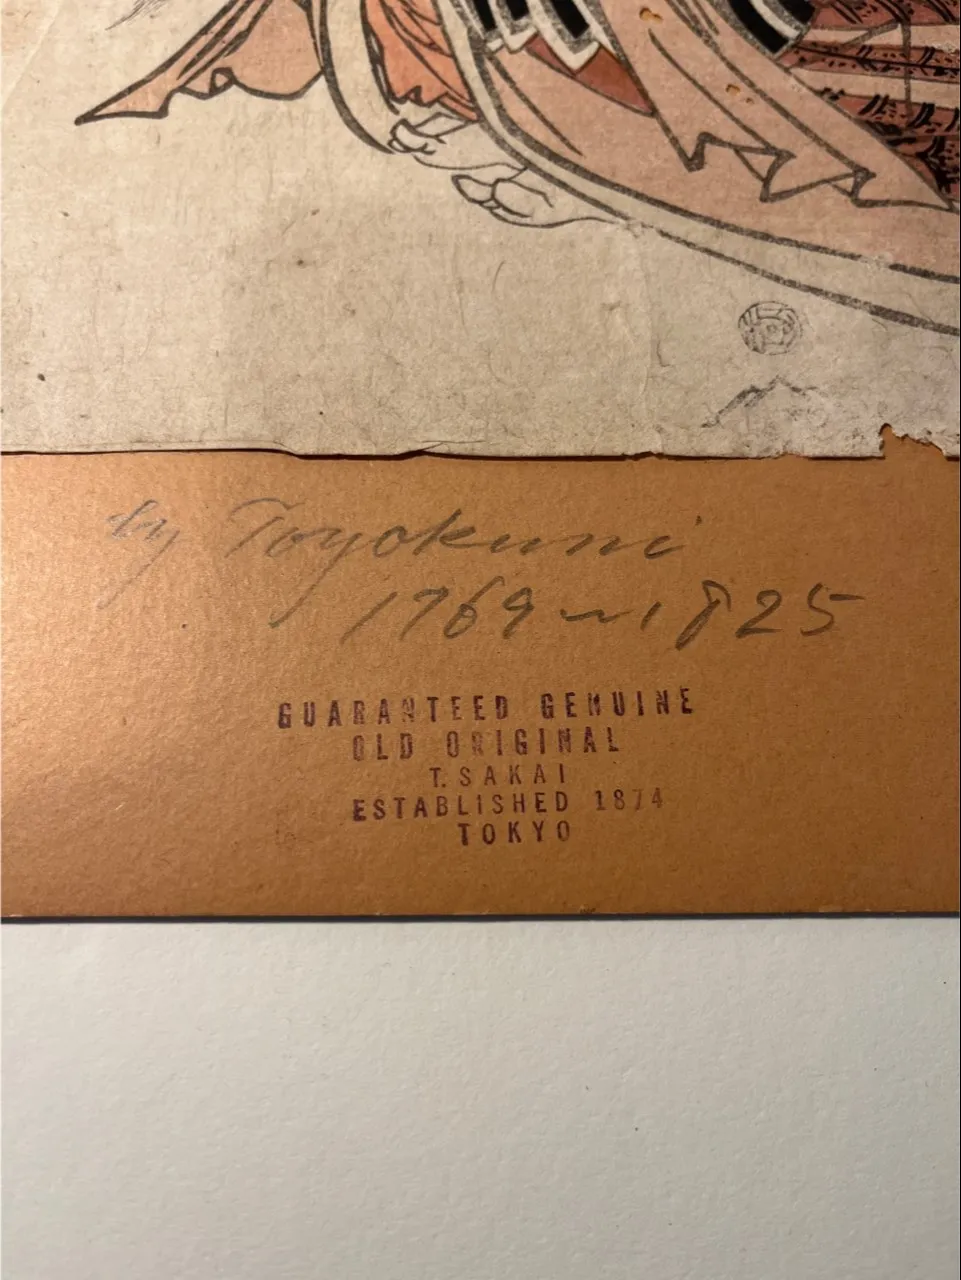 by Toyokuni
1769~1825
GUARANTEED GENUINE
OLD ORIGINAL
T. SAKAI
ESTABLISHED 1874
TOKYO